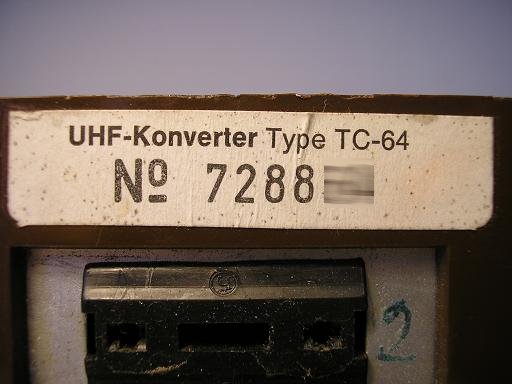 UHF-Konverter Type TC-64
Nº 7288
2